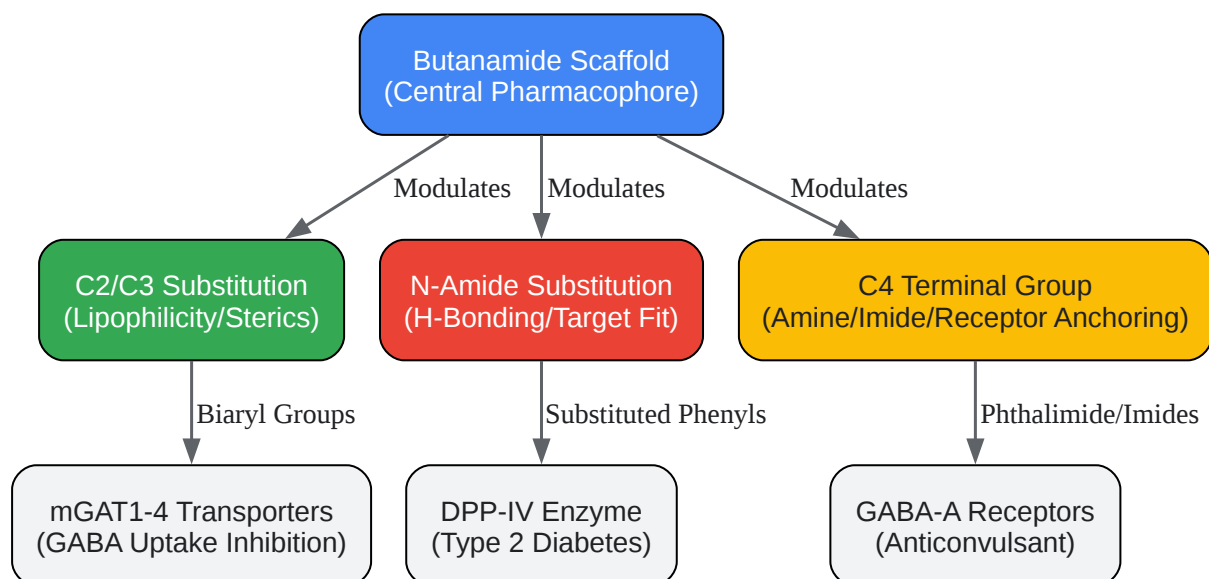 Butanamide Scaffold
(Central Pharmacophore)
Modulates
Modulates
Modulates
C2/C3 Substitution
(Lipophilicity/Sterics)
N-Amide Substitution
(H-Bonding/Target Fit)
C4 Terminal Group
(Amine/Imide/Receptor Anchoring)
Biaryl Groups
Substituted Phenyls
Phthalimide/Imides
mGAT1-4 Transporters
(GABA Uptake Inhibition)
DPP-IV Enzyme
(Type 2 Diabetes)
GABA-A Receptors
(Anticonvulsant)